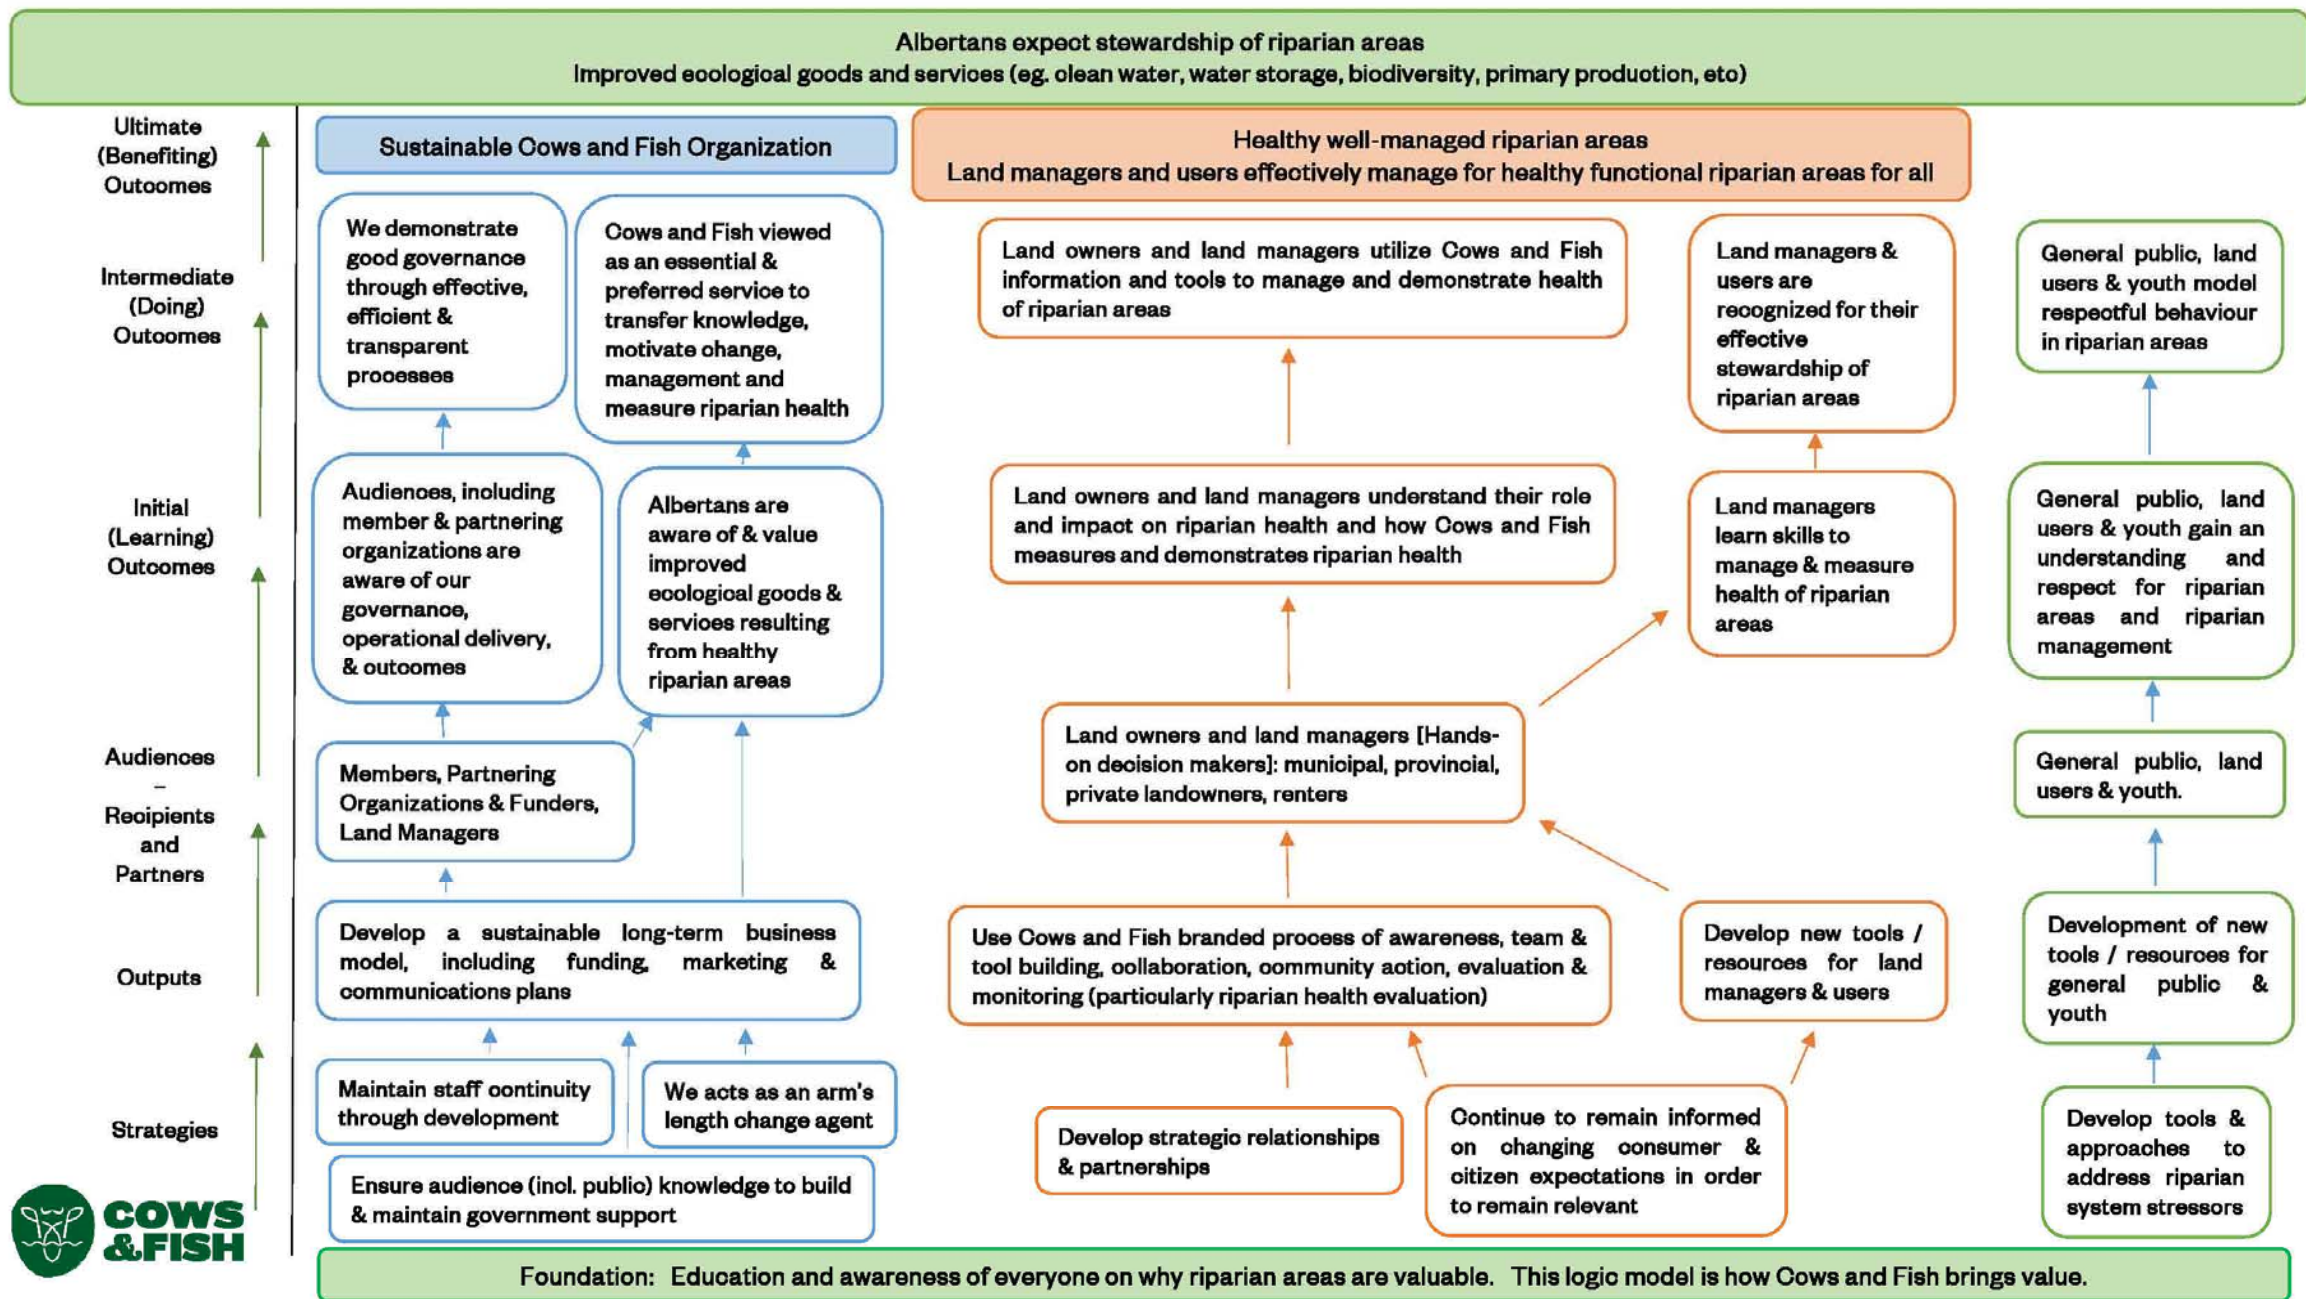 Albertans expect stewardship of riparian areas
Improved ecological goods and services (eg. clean water, water storage, biodiversity, primary production, etc)
Ultimate
(Benefiting)
Outcomes
Intermediate
(Doing)
Outcomes
Initial
(Learning)
Outcomes
Audiences
–
Recipients
and
Partners
Outputs
Strategies
COWS
&FISH
Sustainable Cows and Fish Organization
We demonstrate
good governance
through effective,
efficient &
transparent
processes
Cows and Fish viewed
as an essential &
preferred service to
transfer knowledge,
motivate change,
management and
measure riparian health
Audiences, including
member & partnering
organizations are
aware of our
governance,
operational delivery,
& outcomes
Albertans are
aware of & value
improved
ecological goods &
services resulting
from healthy
riparian areas
Members, Partnering
Organizations & Funders,
Land Managers
Develop a sustainable long-term business
model, including funding, marketing &
communications plans
Maintain staff continuity
through development
We acts as an arm's
length change agent
Ensure audience (incl. public) knowledge to build
& maintain government support
Healthy well-managed riparian areas
Land managers and users effectively manage for healthy functional riparian areas for all
Land owners and land managers utilize Cows and Fish
information and tools to manage and demonstrate health
of riparian areas
Land managers &
users are
recognized for their
effective
stewardship of
riparian areas
Land owners and land managers understand their role
and impact on riparian health and how Cows and Fish
measures and demonstrates riparian health
Land managers
learn skills to
manage & measure
health of riparian
areas
Land owners and land managers [Hands-
on decision makers]: municipal, provincial,
private landowners, renters
Use Cows and Fish branded process of awareness, team &
tool building, collaboration, community action, evaluation &
monitoring (particularly riparian health evaluation)
Develop new tools /
resources for land
managers & users
Develop strategic relationships
& partnerships
Continue to remain informed
on changing consumer &
citizen expectations in order
to remain relevant
General public, land
users & youth model
respectful behaviour
in riparian areas
General public, land
users & youth gain an
understanding and
respect for riparian
areas and riparian
management
General public, land
users & youth.
Development of new
tools / resources for
general public &
youth
Develop tools &
approaches to
address riparian
system stressors
Foundation: Education and awareness of everyone on why riparian areas are valuable. This logic model is how Cows and Fish brings value.